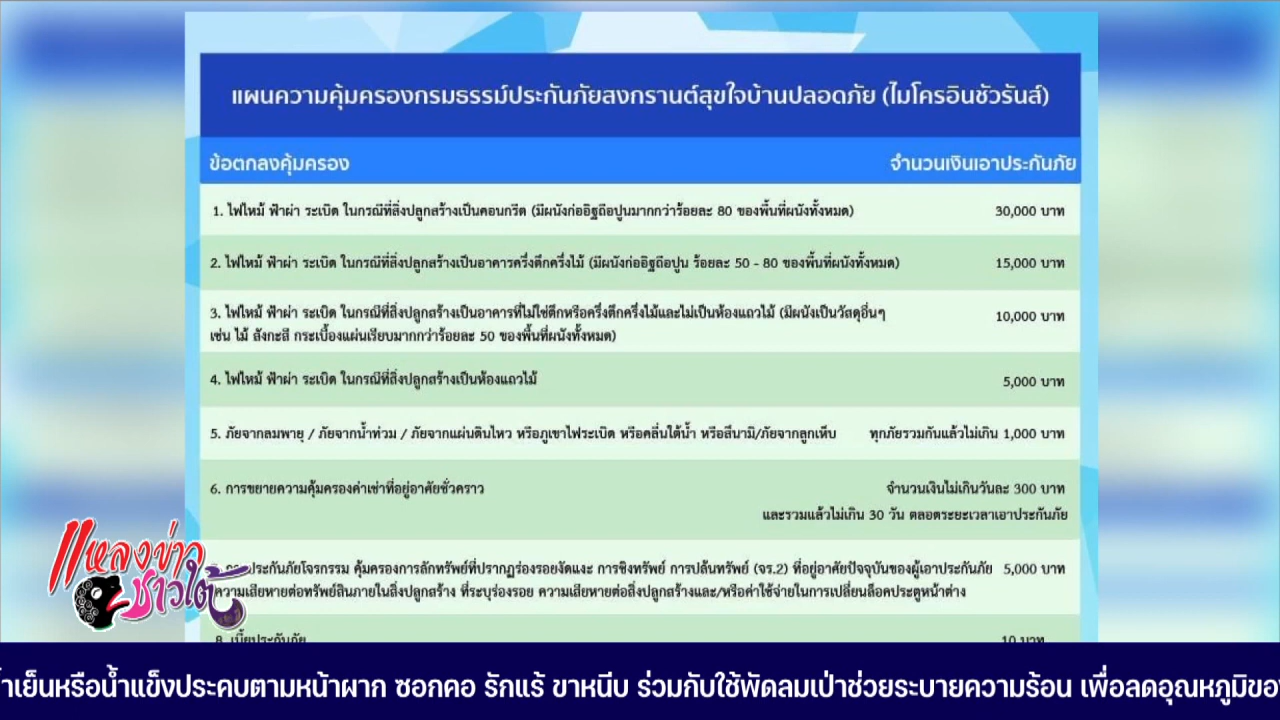 แผนความคุ้มครองกรมธรรม์ประกันภัยสงกรานต์สุขใจบ้านปลอดภัย (ไมโครอินชัวรันส์)
ข้อตกลงคุ้มครอง จำนวนเงินเอาประกันภัย
1. ไฟไหม้ ฟ้าผ่า ระเบิด ในกรณีที่สิ่งปลูกสร้างเป็นคอนกรีต (มีผนังก่ออิฐถือปูนมากกว่าร้อยละ 80 ของพื้นที่ผนังทั้งหมด) 30,000 บาท
2. ไฟไหม้ ฟ้าผ่า ระเบิด ในกรณีที่สิ่งปลูกสร้างเป็นอาคารครึ่งตึกครึ่งไม้ (มีผนังก่ออิฐถือปูน ร้อยละ 50 - 80 ของพื้นที่ผนังทั้งหมด) 15,000 บาท
3. ไฟไหม้ ฟ้าผ่า ระเบิด ในกรณีที่สิ่งปลูกสร้างเป็นอาคารที่ไม่ใช่ตึกหรือครึ่งตึกครึ่งไม้และไม่เป็นห้องแถวไม้ (มีผนังเป็นวัสดุอื่นๆ 10,000 บาท
เช่น ไม้ สังกะสี กระเบื้องแผ่นเรียบมากกว่าร้อยละ 50 ของพื้นที่ผนังทั้งหมด)
4. ไฟไหม้ ฟ้าผ่า ระเบิด ในกรณีที่สิ่งปลูกสร้างเป็นห้องแถวไม้ 5,000 บาท
5. ภัยจากลมพายุ / ภัยจากน้ำท่วม / ภัยจากแผ่นดินไหว หรือภูเขาไฟระเบิด หรือคลื่นใต้น้ำ หรือสึนามิ/ภัยจากลูกเห็บ ทุกภัยรวมกันแล้วไม่เกิน 1,000 บาท
6. การขยายความคุ้มครองค่าเช่าที่อยู่อาศัยชั่วคราว จำนวนเงินไม่เกินวันละ 300 บาท
และรวมแล้วไม่เกิน 30 วัน ตลอดระยะเวลาเอาประกันภัย
ประกันภัยโจรกรรม คุ้มครองการลักทรัพย์ที่ปรากฏร่องรอยงัดแงะ การชิงทรัพย์ การปล้นทรัพย์ (จร.2) ที่อยู่อาศัยปัจจุบันของผู้เอาประกันภัย 5,000 บาท
ความเสียหายต่อทรัพย์สินภายในสิ่งปลูกสร้าง ที่ระบุร่องรอย ความเสียหายต่อสิ่งปลูกสร้างและ/หรือค่าใช้จ่ายในการเปลี่ยนล็อคประตูหน้าต่าง
8. เบี้ยประกันภัย 10 บาท
แหลงข่าว
ชาวใต้
เย็นหรือน้ำแข็งประคบตามหน้าผาก ซอกคอ รักแร้ ขาหนีบ ร่วมกับใช้พัดลมเป่าช่วยระบายความร้อน เพื่อลดอุณหภูมิขอ